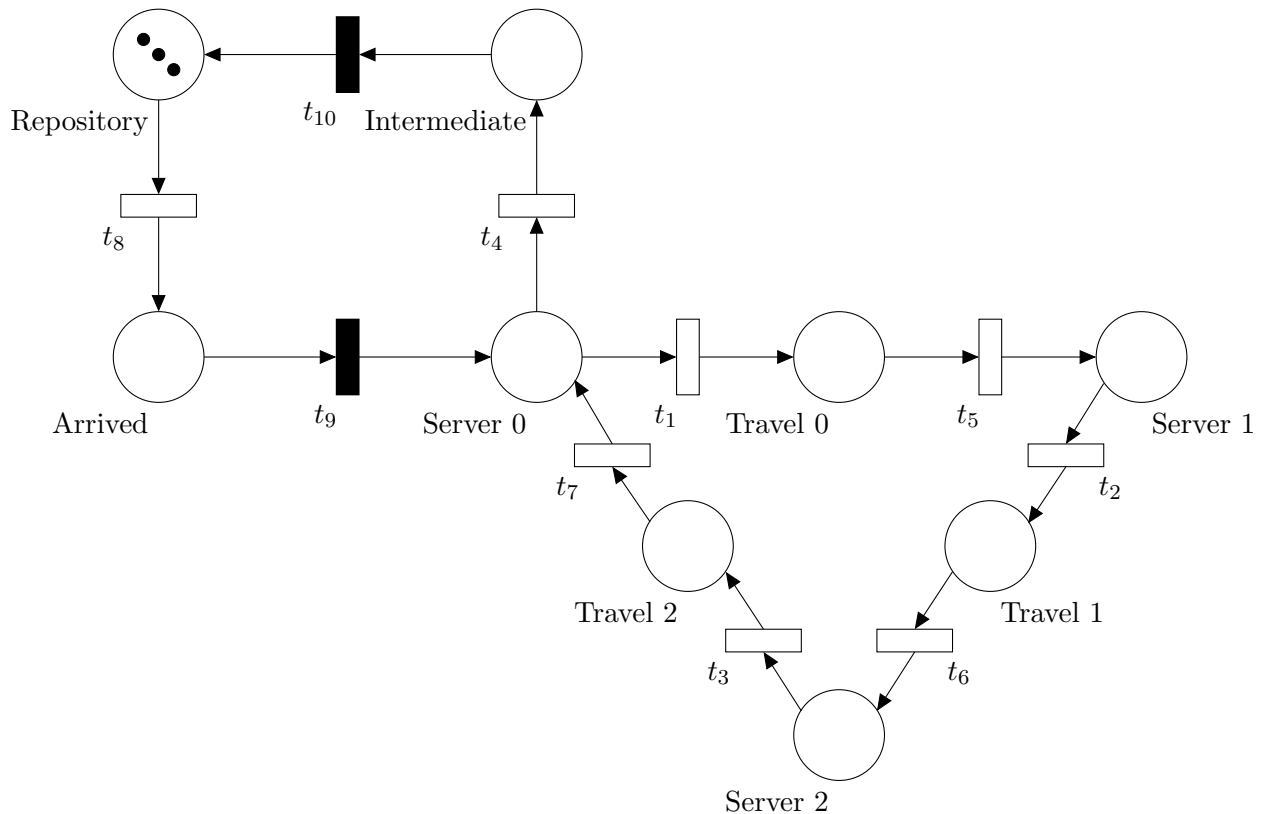 t10
Repository
Intermediate
t8
t4
Arrived
t9
Server 0
t1
Travel 0
t5
Server 1
t7
t2
Travel 2
Travel 1
t3
t6
Server 2